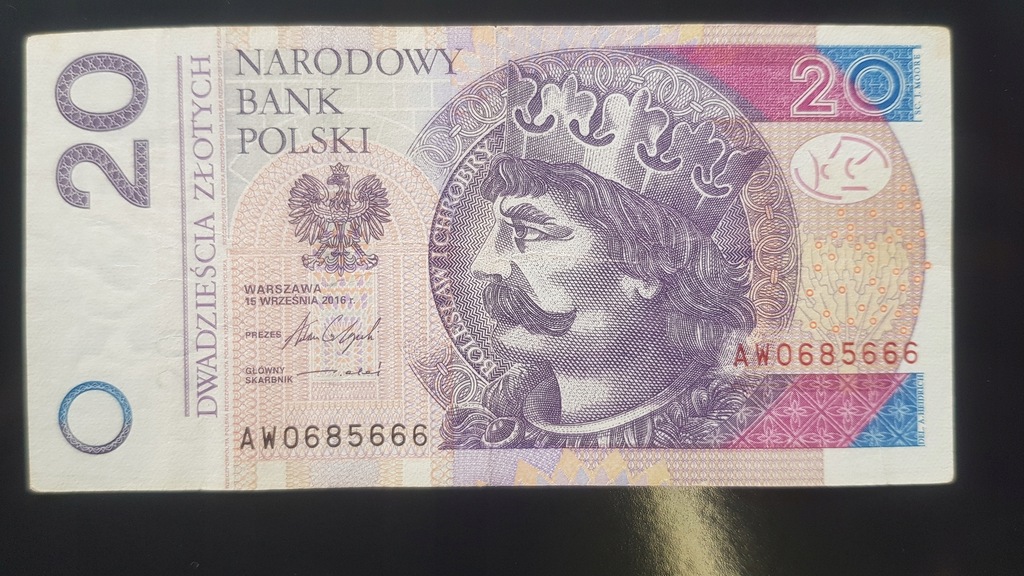 20
DWADZIEŚCIA ZŁOTYCH
NARODOWY
BANK
POLSKI
WARSZAWA
15 WRZEŚNIA 2016 r.
PREZES
GŁÓWNY
SKARBNIK
AW0685666
BOLESŁAW I CHROBRY
20
AW0685666